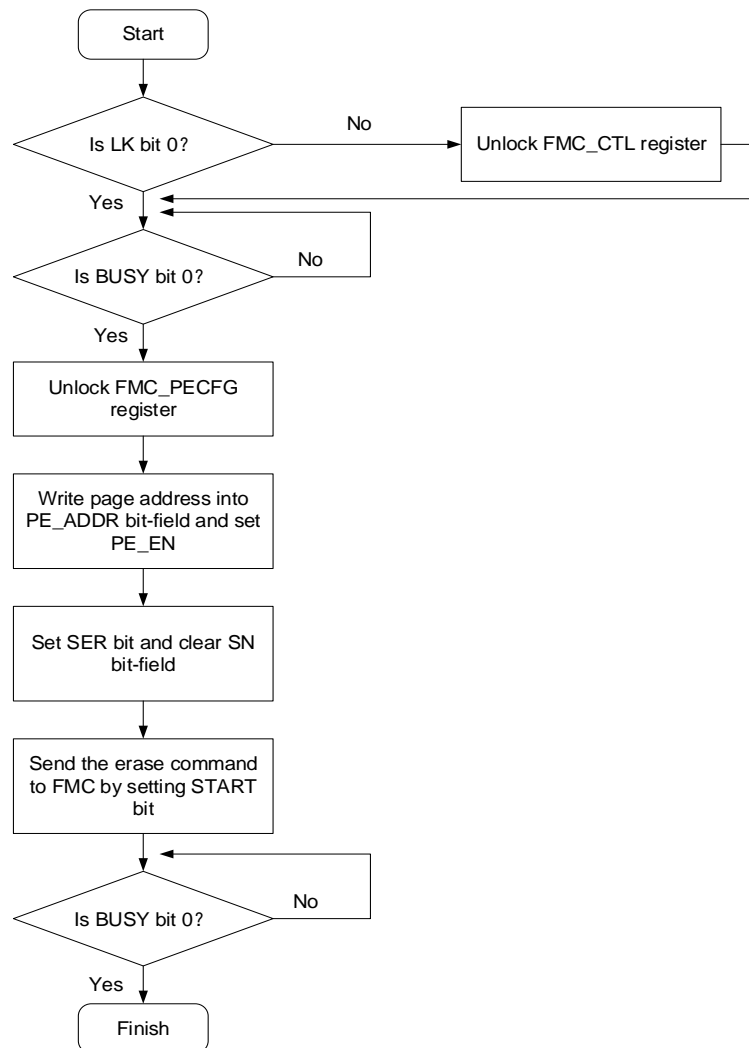 Start
Is LK bit 0?
No
Unlock FMC_CTL register
Yes
Is BUSY bit 0?
No
Yes
Unlock FMC_PECFG
register
Write page address into
PE_ADDR bit-field and set
PE_EN
Set SER bit and clear SN
bit-field
Send the erase command
to FMC by setting START
bit
Is BUSY bit 0?
No
Yes
Finish